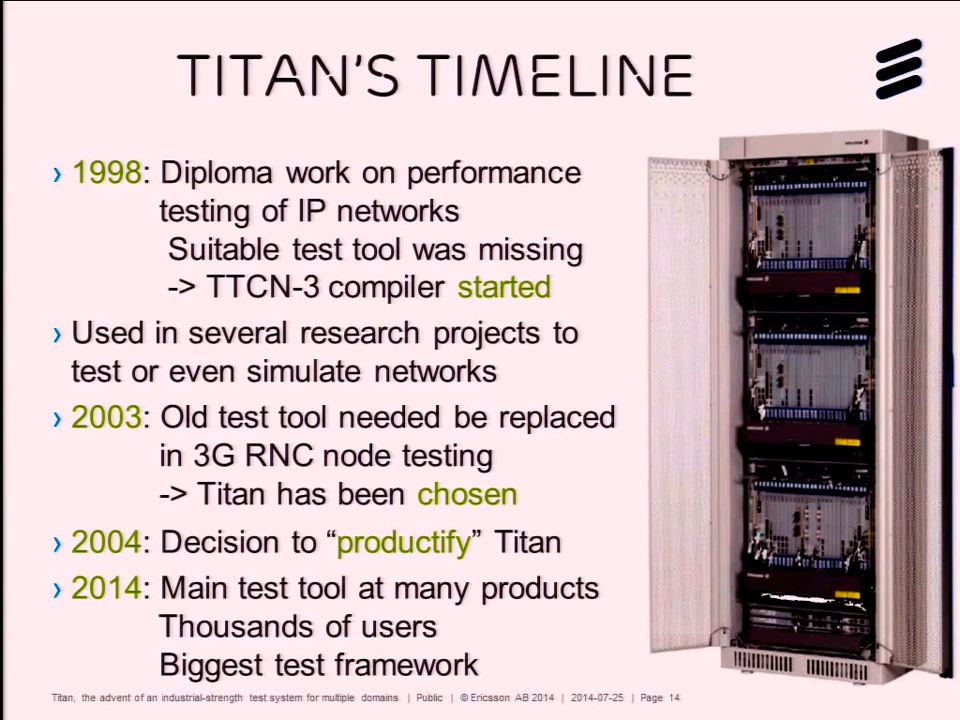 TITAN'S TIMELINE
› 1998: Diploma work on performance
testing of IP networks
Suitable test tool was missing
-> TTCN-3 compiler started
› Used in several research projects to
test or even simulate networks
› 2003: Old test tool needed be replaced
in 3G RNC node testing
-> Titan has been chosen
› 2004: Decision to “productify” Titan
› 2014: Main test tool at many products
Thousands of users
Biggest test framework
Titan, the advent of an industrial-strength test system for multiple domains | Public | © Ericsson AB 2014 | 2014-07-25 | Page 14